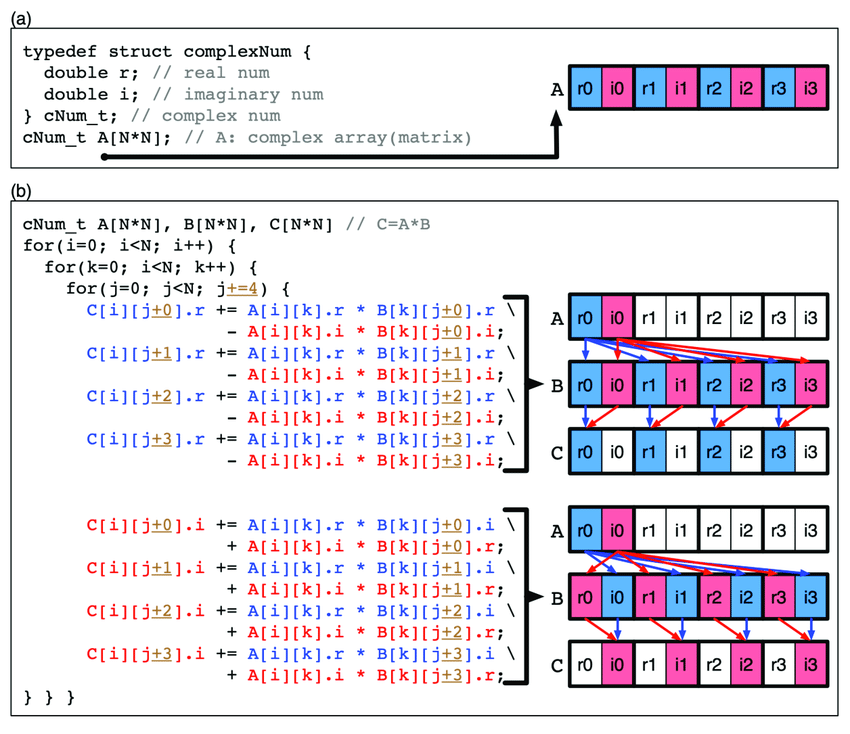 (a)
typedef struct complexNum {
double r; // real num
double i; // imaginary num
} cNum_t; // complex num
cNum_t A[N*N]; // A: complex array(matrix)
A r0 i0 r1 i1 r2 i2 r3 i3
(b)
cNum_t A[N*N], B[N*N], C[N*N] // C=A*B
for(i=0; i<N; i++) {
for(k=0; i<N; k++) {
for(j=0; j<N; j+=4) {
C[i][j+0].r += A[i][k].r * B[k][j+0].r \
- A[i][k].i * B[k][j+0].i;
C[i][j+1].r += A[i][k].r * B[k][j+1].r \
- A[i][k].i * B[k][j+1].i;
C[i][j+2].r += A[i][k].r * B[k][j+2].r \
- A[i][k].i * B[k][j+2].i;
C[i][j+3].r += A[i][k].r * B[k][j+3].r \
- A[i][k].i * B[k][j+3].i;
A r0 i0 r1 i1 r2 i2 r3 i3
B r0 i0 r1 i1 r2 i2 r3 i3
C r0 i0 r1 i1 r2 i2 r3 i3
C[i][j+0].i += A[i][k].r * B[k][j+0].i \
+ A[i][k].i * B[k][j+0].r;
C[i][j+1].i += A[i][k].r * B[k][j+1].i \
+ A[i][k].i * B[k][j+1].r;
C[i][j+2].i += A[i][k].r * B[k][j+2].i \
+ A[i][k].i * B[k][j+2].r;
C[i][j+3].i += A[i][k].r * B[k][j+3].i \
+ A[i][k].i * B[k][j+3].r;
} } }
A r0 i0 r1 i1 r2 i2 r3 i3
B r0 i0 r1 i1 r2 i2 r3 i3
C r0 i0 r1 i1 r2 i2 r3 i3